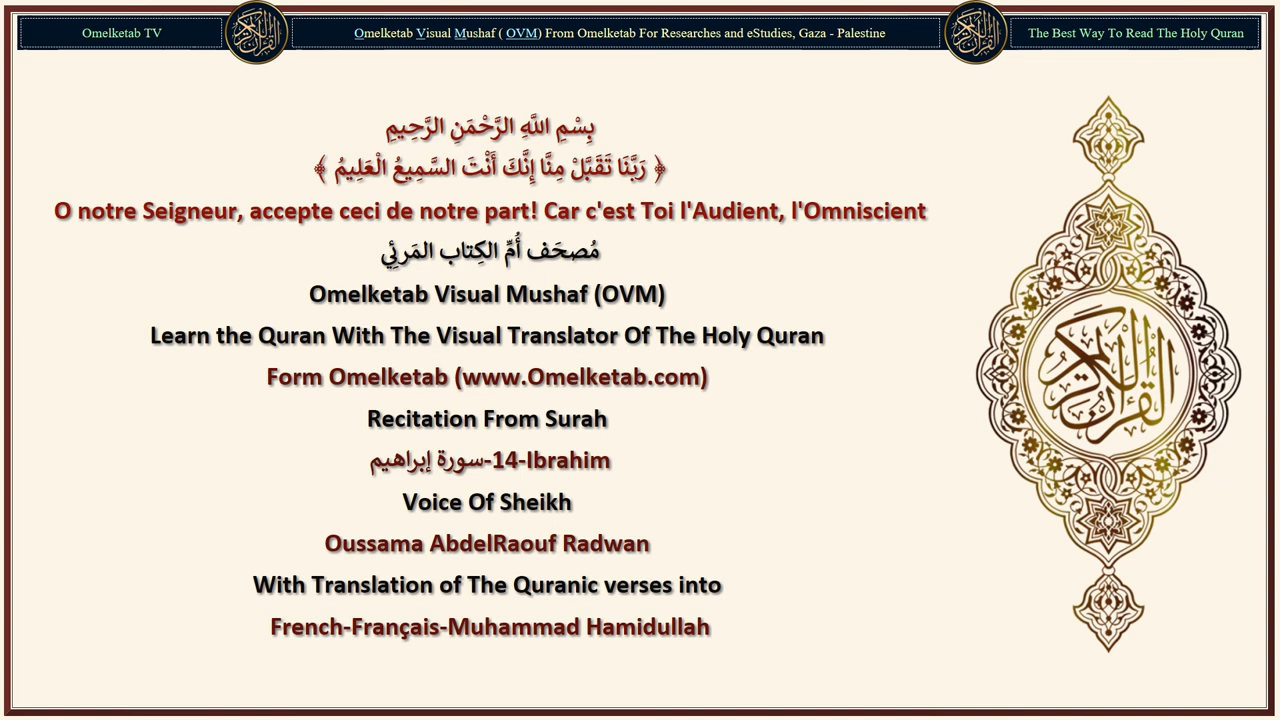 Omelketab TV
Omelketab Visual Mushaf ( OVM) From Omelketab For Researches and eStudies, Gaza - Palestine
The Best Way To Read The Holy Quran
بِسْمِ اللَّهِ الرَّحْمَنِ الرَّحِيمِ
﴿ رَبَّنَا تَقَبَّلْ مِنَّا إِنَّكَ أَنْتَ السَّمِيعُ الْعَلِيمُ ﴾
O notre Seigneur, accepte ceci de notre part! Car c'est Toi l'Audient, l'Omniscient
مُصحَف أُمِّ الكِتاب المَرئِي
Omelketab Visual Mushaf (OVM)
Learn the Quran With The Visual Translator Of The Holy Quran
Form Omelketab (www.Omelketab.com)
Recitation From Surah
سورة إبراهيم-14-Ibrahim
Voice Of Sheikh
Oussama AbdelRaouf Radwan
With Translation of The Quranic verses into
French-Français-Muhammad Hamidullah
القرآن الكريم